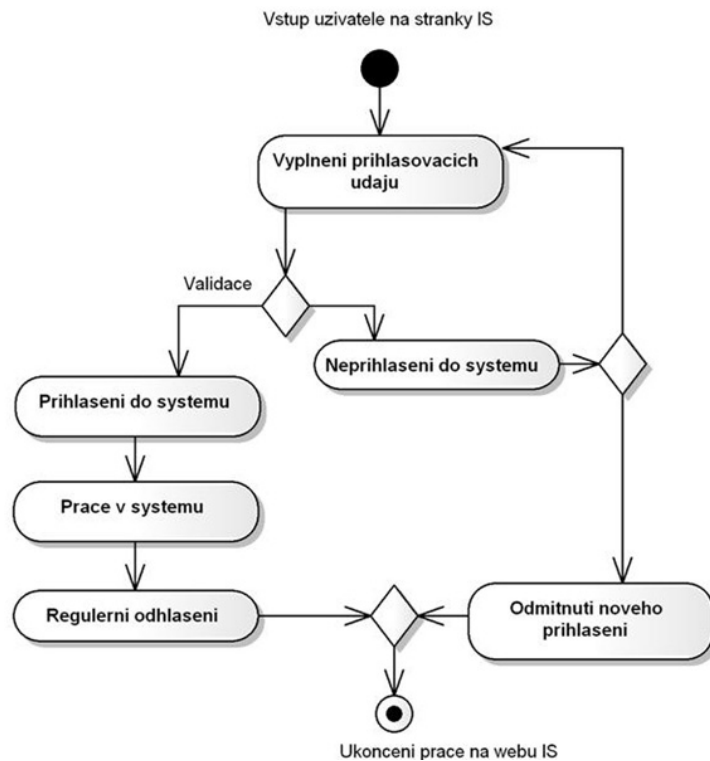 Vstup uzivatele na stranky IS
Vyplneni prihlasovacich
udaju
Validace
Neprihlaseni do systemu
Prihlaseni do systemu
Prace v systemu
Regulerni odhlaseni
Odmitnuti noveho
prihlaseni
Ukonceni prace na webu IS